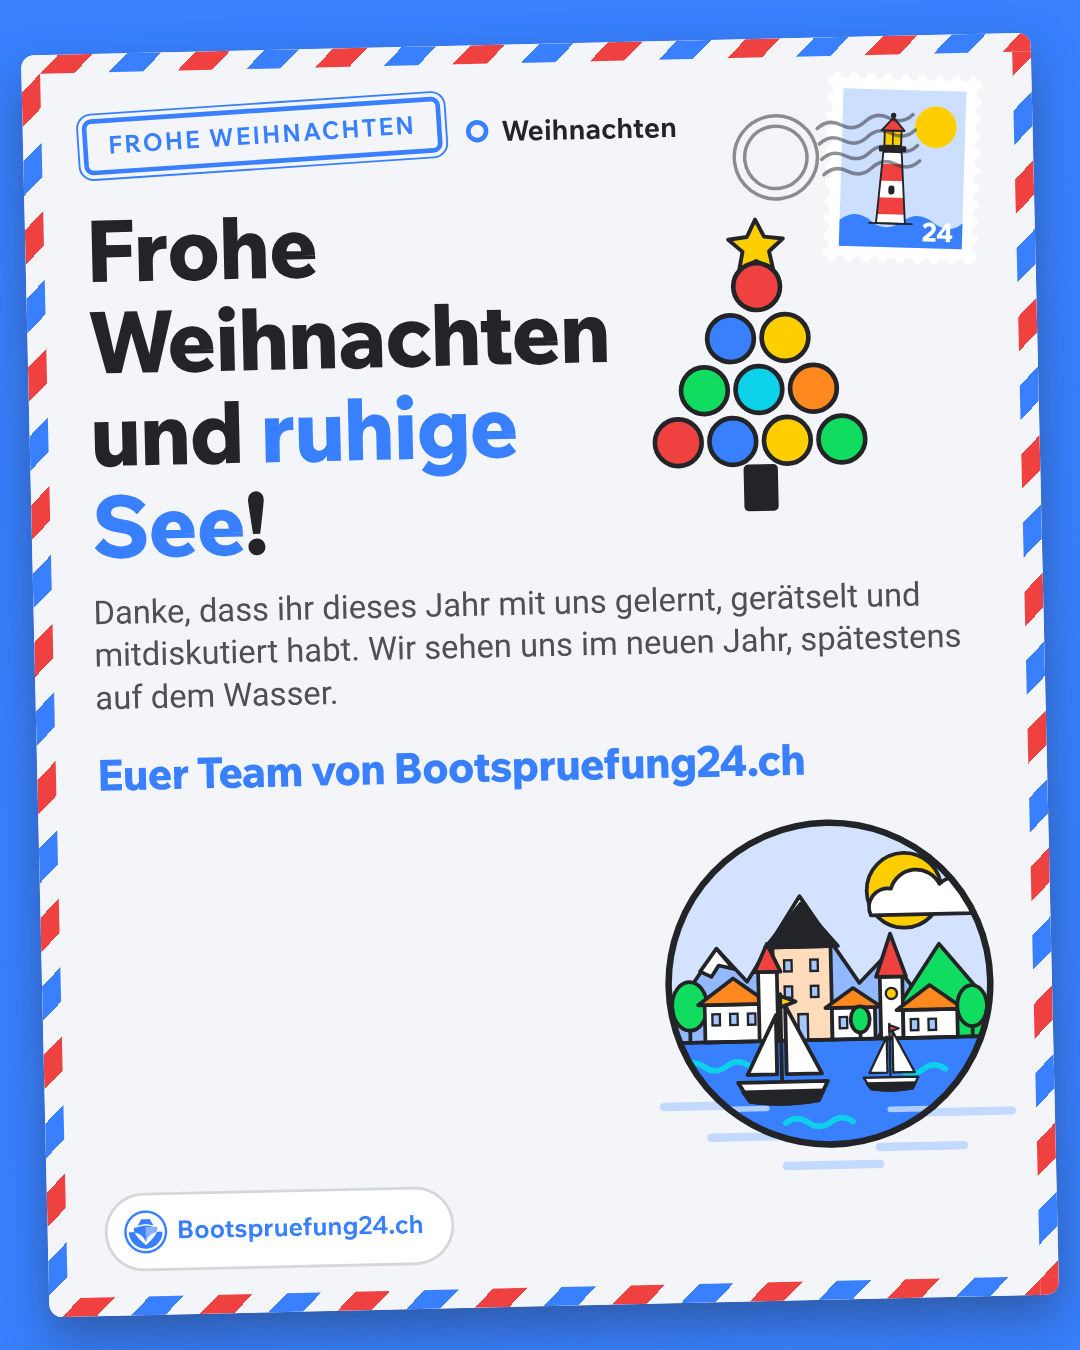 FROHE WEIHNACHTEN
Weihnachten
24
Frohe
Weihnachten
und ruhige
See!
Danke, dass ihr dieses Jahr mit uns gelernt, gerätselt und
mitdiskutiert habt. Wir sehen uns im neuen Jahr, spätestens
auf dem Wasser.
Euer Team von Bootspruefung24.ch
Bootspruefung24.ch